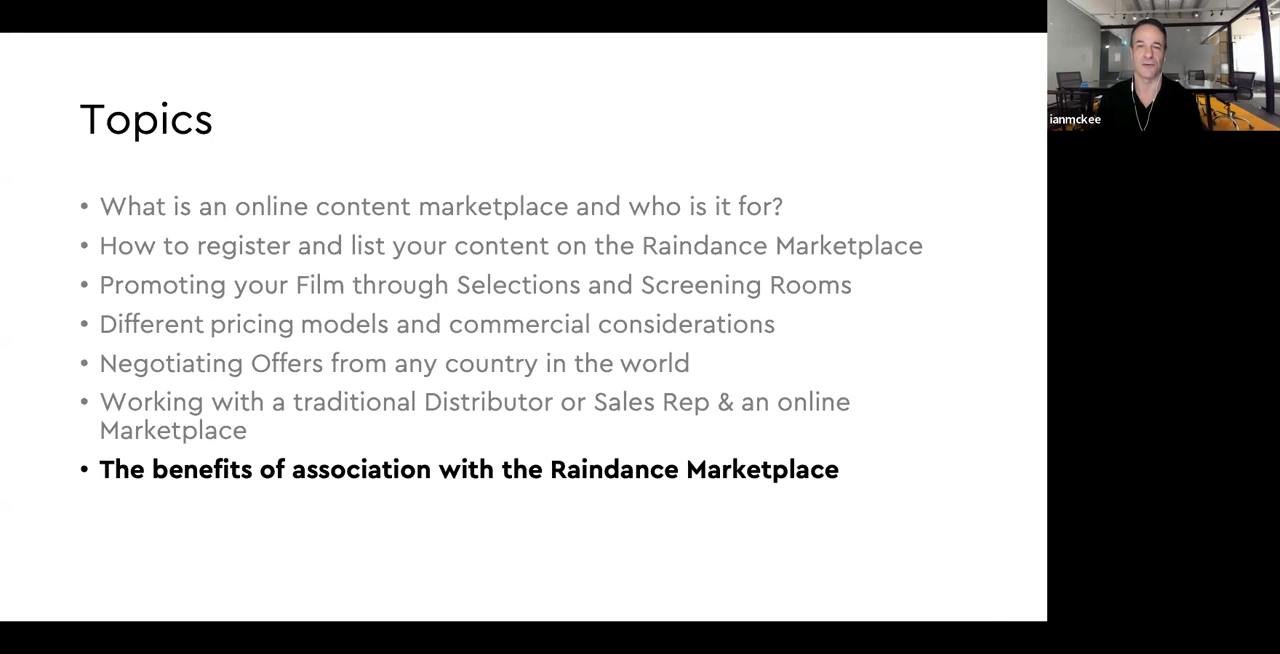 Topics
• What is an online content marketplace and who is it for?
• How to register and list your content on the Raindance Marketplace
• Promoting your Film through Selections and Screening Rooms
• Different pricing models and commercial considerations
• Negotiating Offers from any country in the world
• Working with a traditional Distributor or Sales Rep & an online
Marketplace
• The benefits of association with the Raindance Marketplace
ianmckee